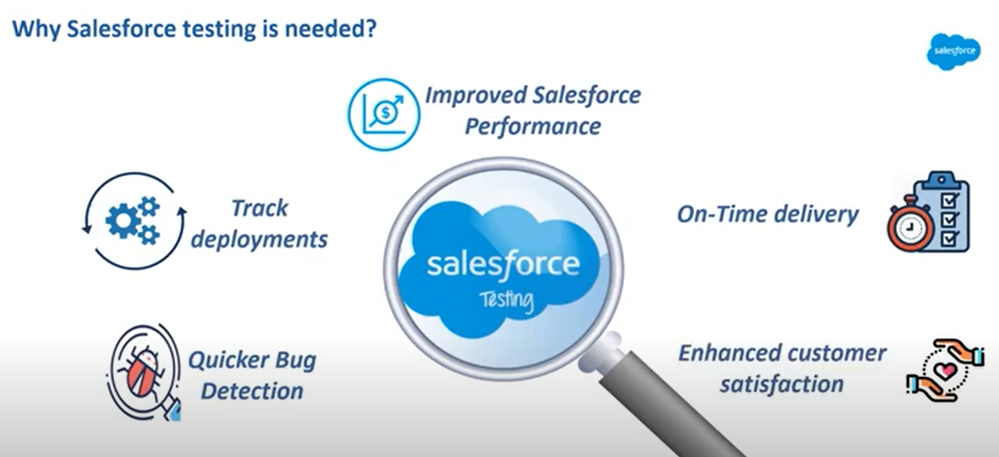 Why Salesforce testing is needed?
salesforce
Improved Salesforce
Performance
Track
deployments
On-Time delivery
salesforce
Testing
Quicker Bug
Detection
Enhanced customer
satisfaction